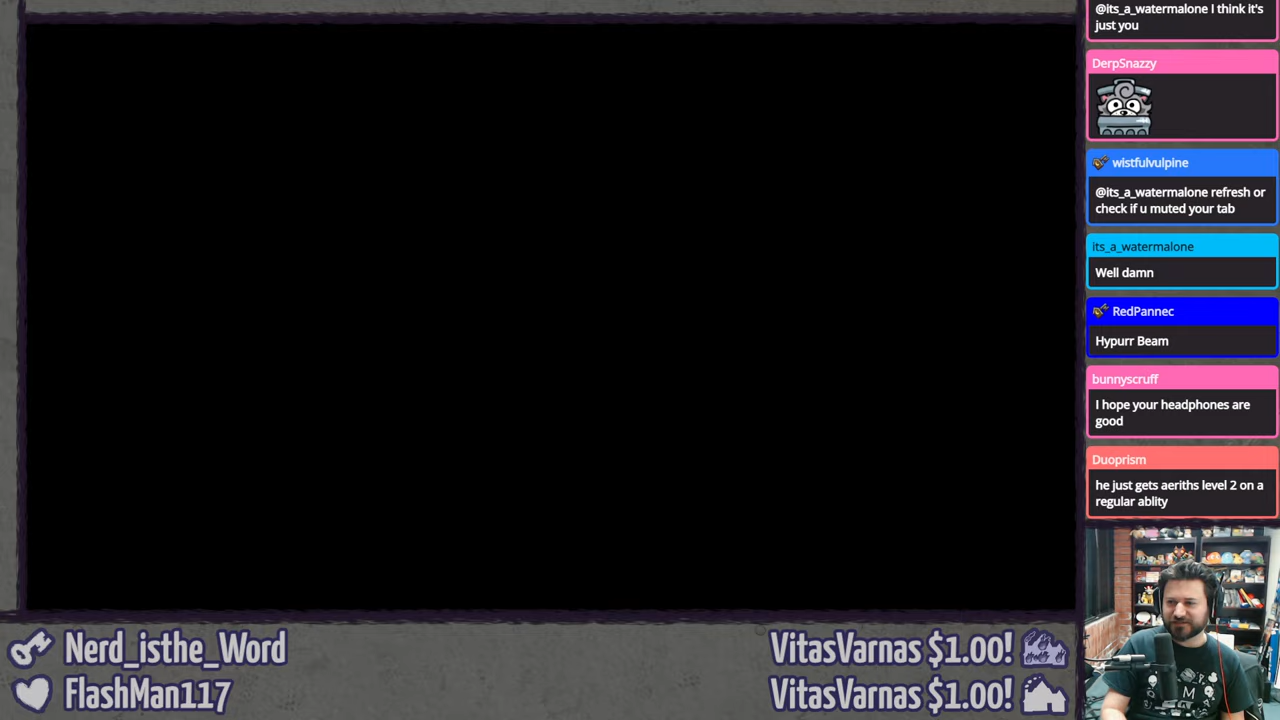 @its_a_watermalone I think it's
just you
DerpSnazzy
wistfulvulpine
@its_a_watermalone refresh or
check if u muted your tab
its_a_watermalone
Well damn
RedPannec
Hypurr Beam
bunnyscruff
I hope your headphones are
good
Duoprism
he just gets aeriths level 2 on a
regular ablity
Nerd_isthe_Word
VitasVarnas $1.00!
FlashMan117
VitasVarnas $1.00!